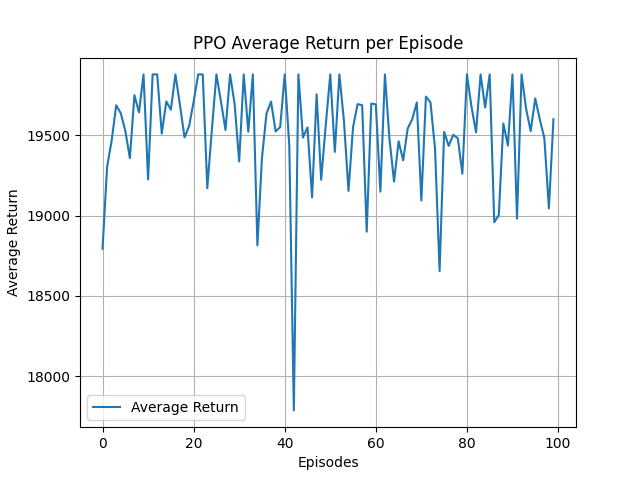 PPO Average Return per Episode
Average Return
19500
19000
18500
18000
Average Return
0 20 40 60 80 100
Episodes